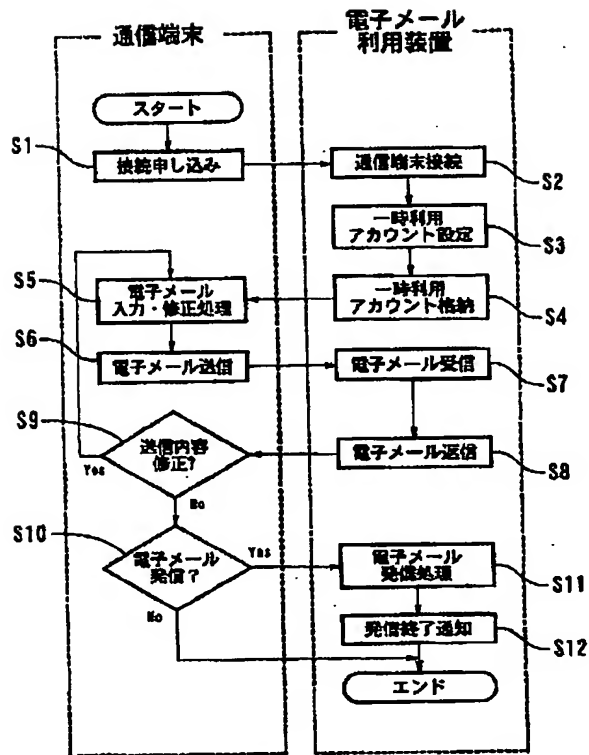 通信端末
電子メール
利用装置
スタート
S1
接続申し込み
通信端末接続
S2
一時利用
アカウント設定
S3
S5
電子メール
入力・修正処理
一時利用
アカウント格納
S4
S6
電子メール送信
電子メール受信
S7
S9
送信内容
修正?
Yes
No
電子メール返信
S8
S10
電子メール
発信?
Yes
No
電子メール
発信処理
S11
発信終了通知
S12
エンド